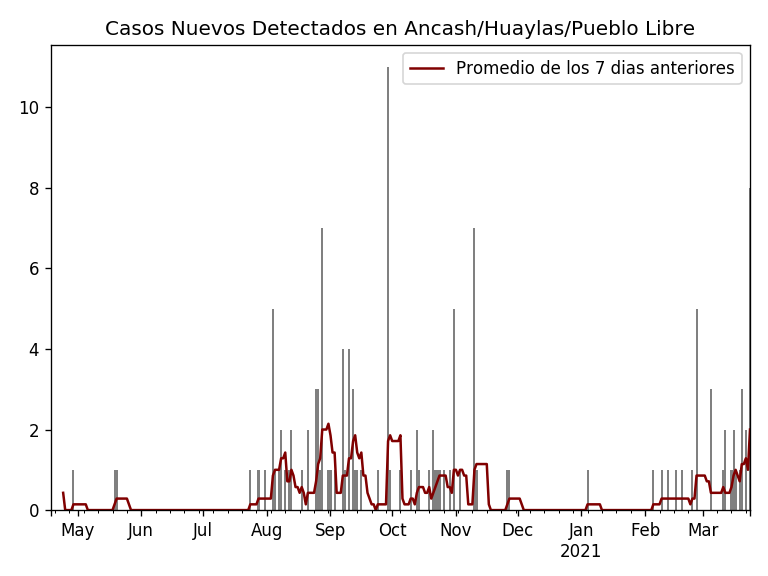 Casos Nuevos Detectados en Ancash/Huaylas/Pueblo Libre
Promedio de los 7 dias anteriores
10
8
6
4
2
0
May Jun Jul Aug Sep Oct Nov Dec Jan Feb Mar
2021